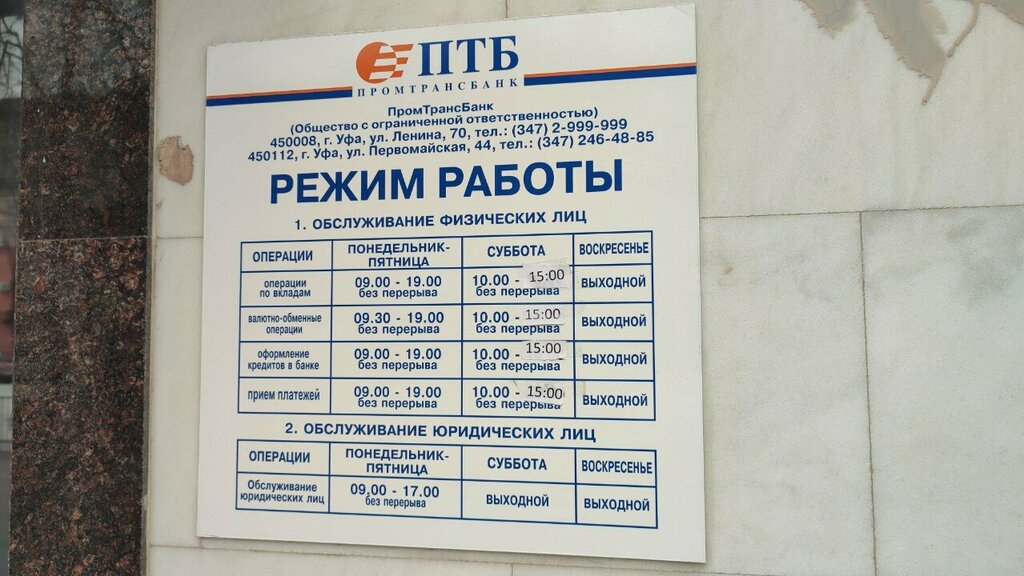 ПТБ
ПРОМТРАНСБАНК
ПромТрансБанк
(Общество с ограниченной ответственностью)
450008, г. Уфа, ул. Ленина, 70, тел.: (347) 2-999-999
450112, г. Уфа, ул. Первомайская, 44, тел.: (347) 246-48-85
РЕЖИМ РАБОТЫ
1. ОБСЛУЖИВАНИЕ ФИЗИЧЕСКИХ ЛИЦ
ОПЕРАЦИИ ПОНЕДЕЛЬНИК- СУББОТА ВОСКРЕСЕНЬЕ
ПЯТНИЦА
операции 09.00 - 19.00 10.00 - 15:00 ВЫХОДНОЙ
по вкладам без перерыва без перерыва
валютно-обменные 09.30 - 19.00 10.00 - 15:00 ВЫХОДНОЙ
операции без перерыва без перерыва
оформление 09.00 - 19.00 10.00 - 15:00 ВЫХОДНОЙ
кредитов в банке без перерыва без перерыва
прием платежей 09.00 - 19.00 10.00 - 15:00 ВЫХОДНОЙ
без перерыва без перерыва
2. ОБСЛУЖИВАНИЕ ЮРИДИЧЕСКИХ ЛИЦ
ОПЕРАЦИИ ПОНЕДЕЛЬНИК- СУББОТА ВОСКРЕСЕНЬЕ
ПЯТНИЦА
Обслуживание 09.00 - 17.00 ВЫХОДНОЙ ВЫХОДНОЙ
юридических лиц без перерыва